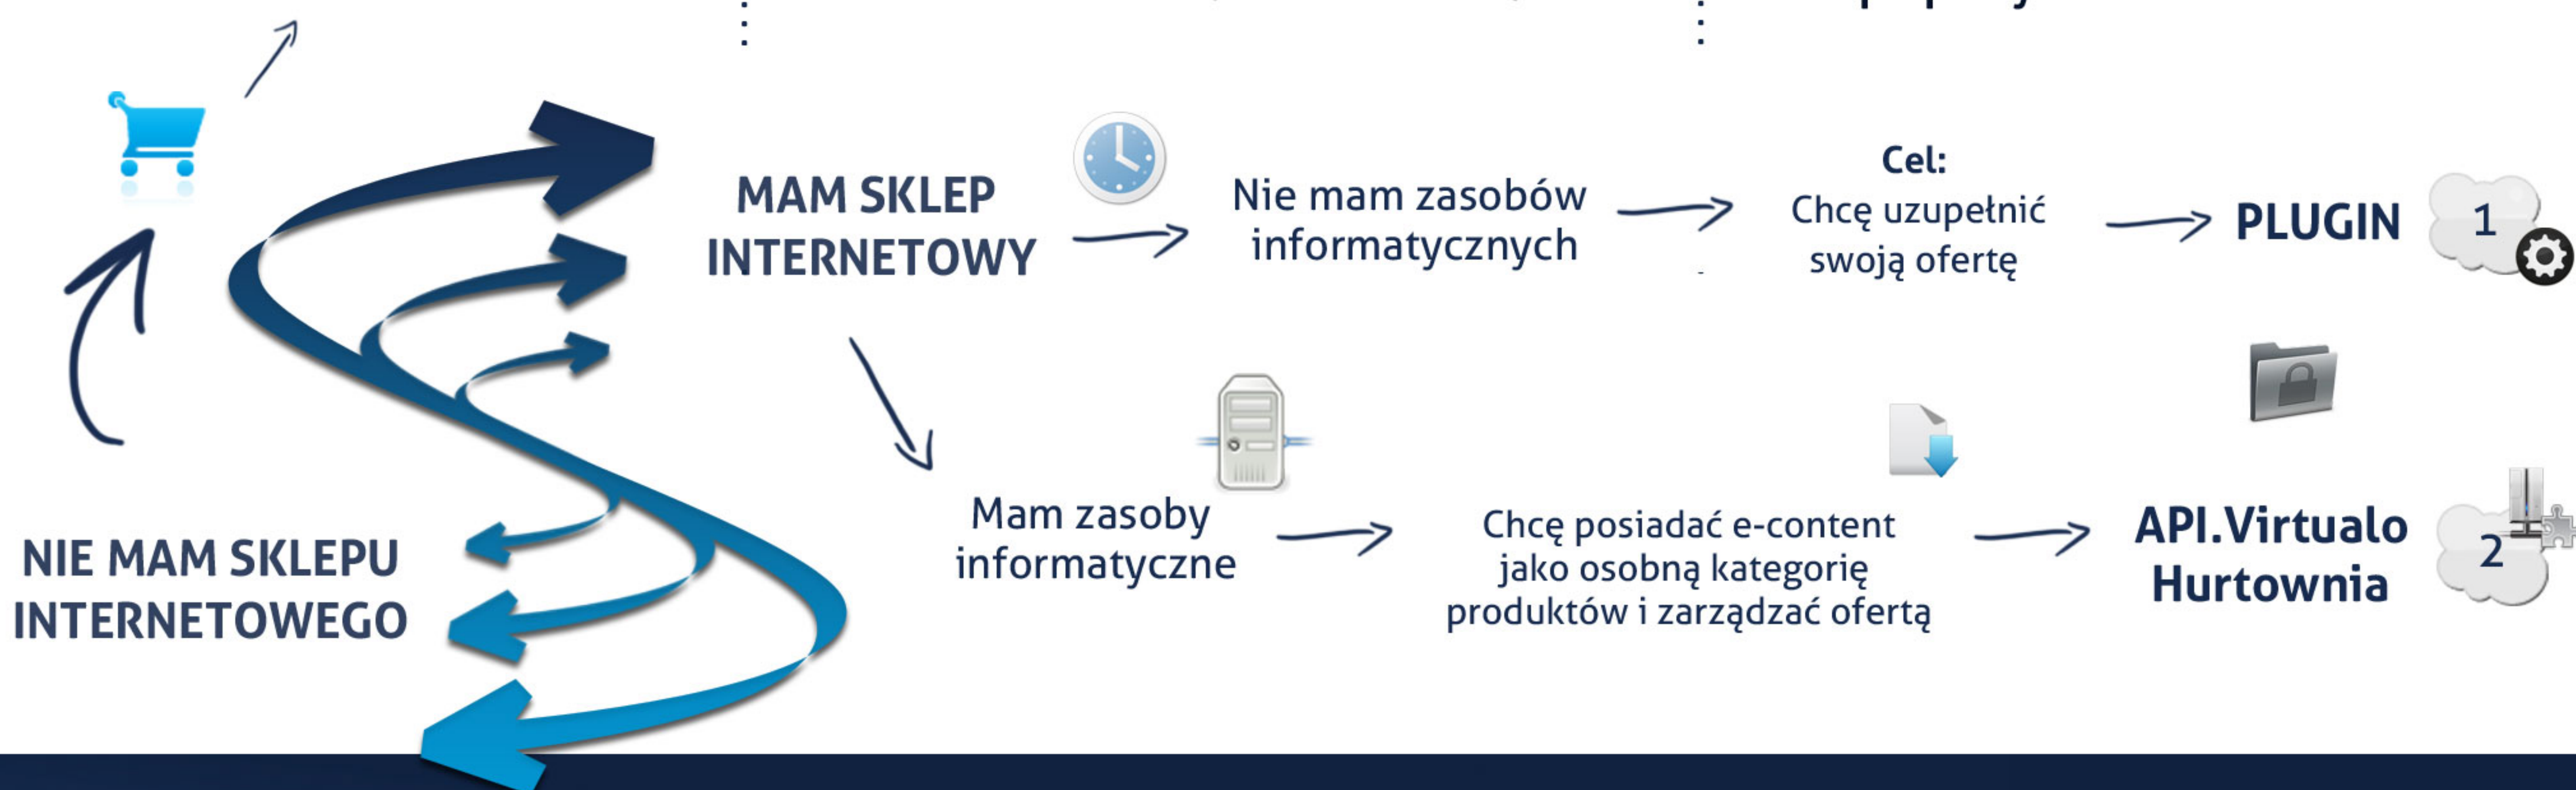 MAM SKLEP
INTERNETOWY
Nie mam zasobów
informatycznych
Cel:
Chcę uzupełnić
swoją ofertę
PLUGIN
1
Mam zasoby
informatyczne
Chcę posiadać e-content
jako osobną kategorię
produktów i zarządzać ofertą
API.Virtualo
Hurtownia
2
NIE MAM SKLEPU
INTERNETOWEGO